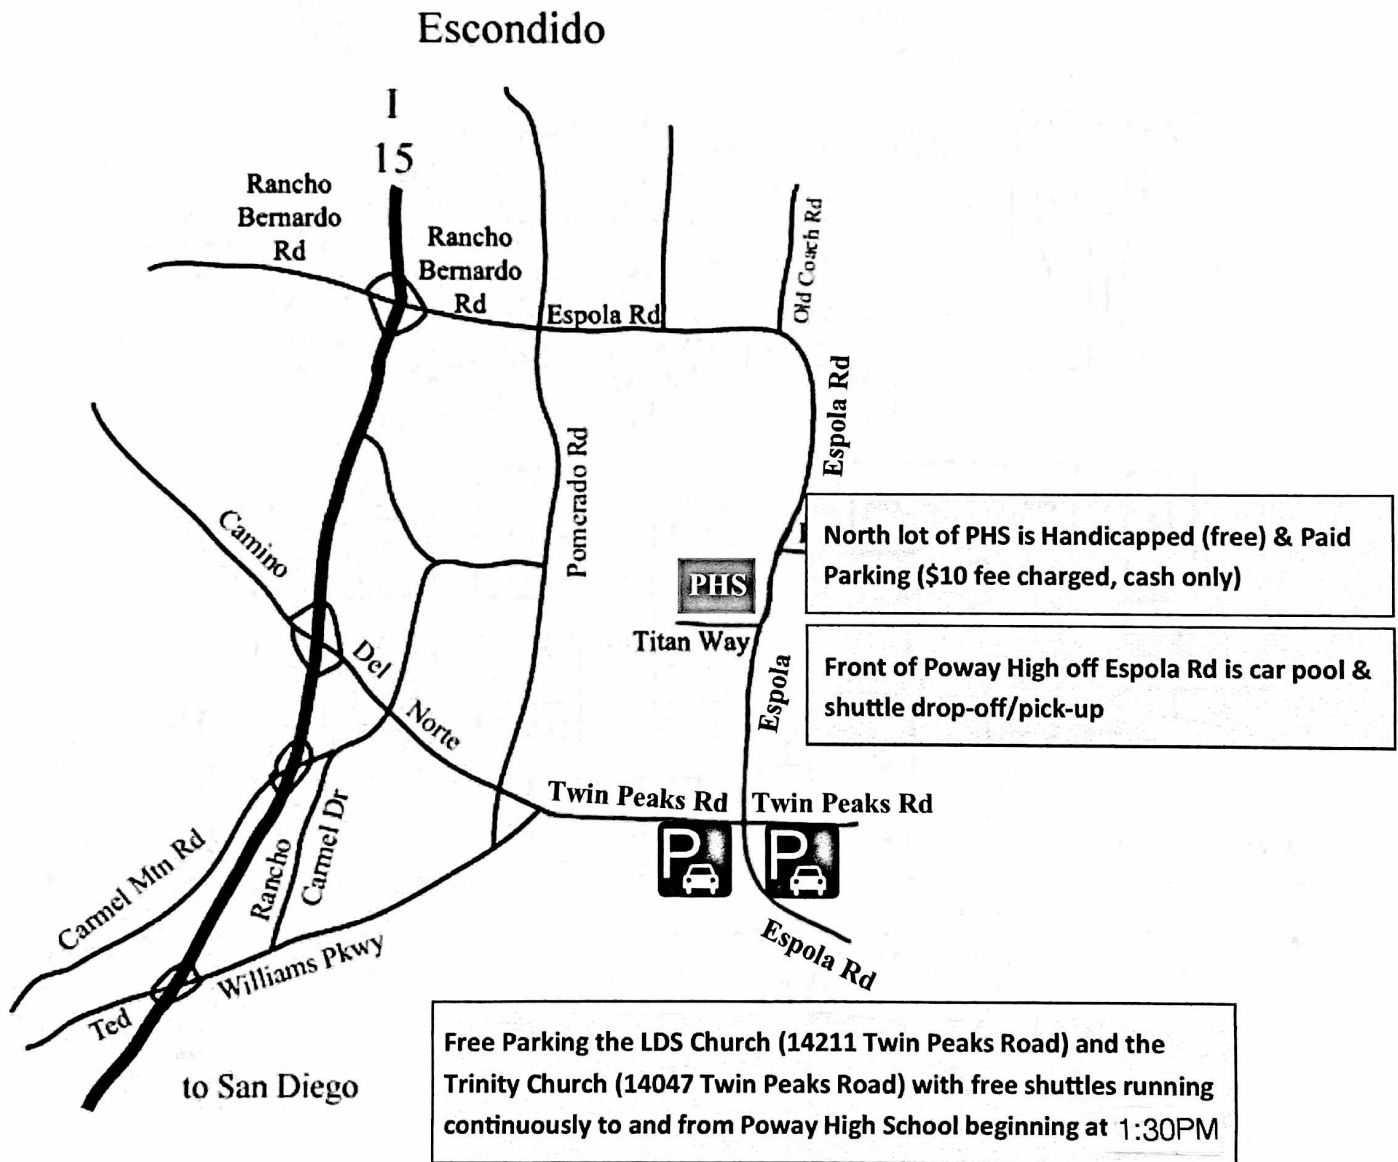 Escondido
I
15
Rancho
Bernardo
Rd
Rancho
Bernardo
Rd
Espola Rd
Old Coach Rd
Espola Rd
Pomerado Rd
Camino
Del
Norte
PHS
Titan Way
Espola
North lot of PHS is Handicapped (free) & Paid
Parking ($10 fee charged, cash only)
Front of Poway High off Espola Rd is car pool &
shuttle drop-off/pick-up
Twin Peaks Rd
Twin Peaks Rd
P
P
Espola Rd
Carmel Mtn Rd
Rancho
Carmel Dr
Ted
Williams Pkwy
to San Diego
Free Parking the LDS Church (14211 Twin Peaks Road) and the
Trinity Church (14047 Twin Peaks Road) with free shuttles running
continuously to and from Poway High School beginning at 1:30PM